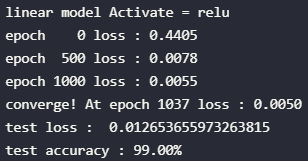 linear model Activate = relu
epoch    0 loss : 0.4405
epoch  500 loss : 0.0078
epoch 1000 loss : 0.0055
converge! At epoch 1037 loss : 0.0050
test loss :  0.012653655973263815
test accuracy : 99.00%